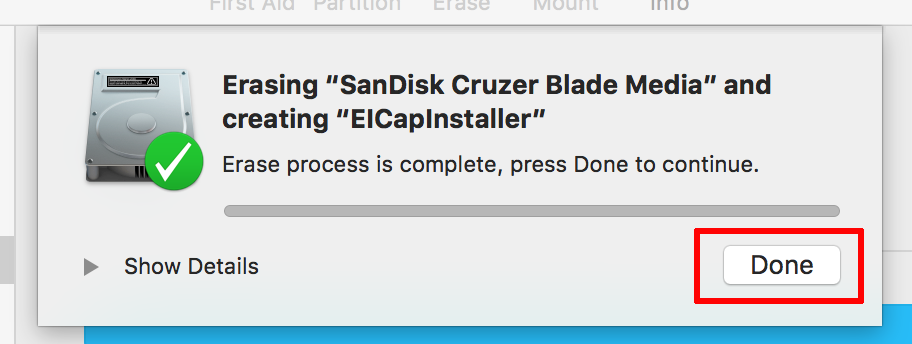 First Aid Partition Erase Mount Info
Erasing “SanDisk Cruzer Blade Media” and
creating “EICapInstaller”
Erase process is complete, press Done to continue.
Show Details
Done